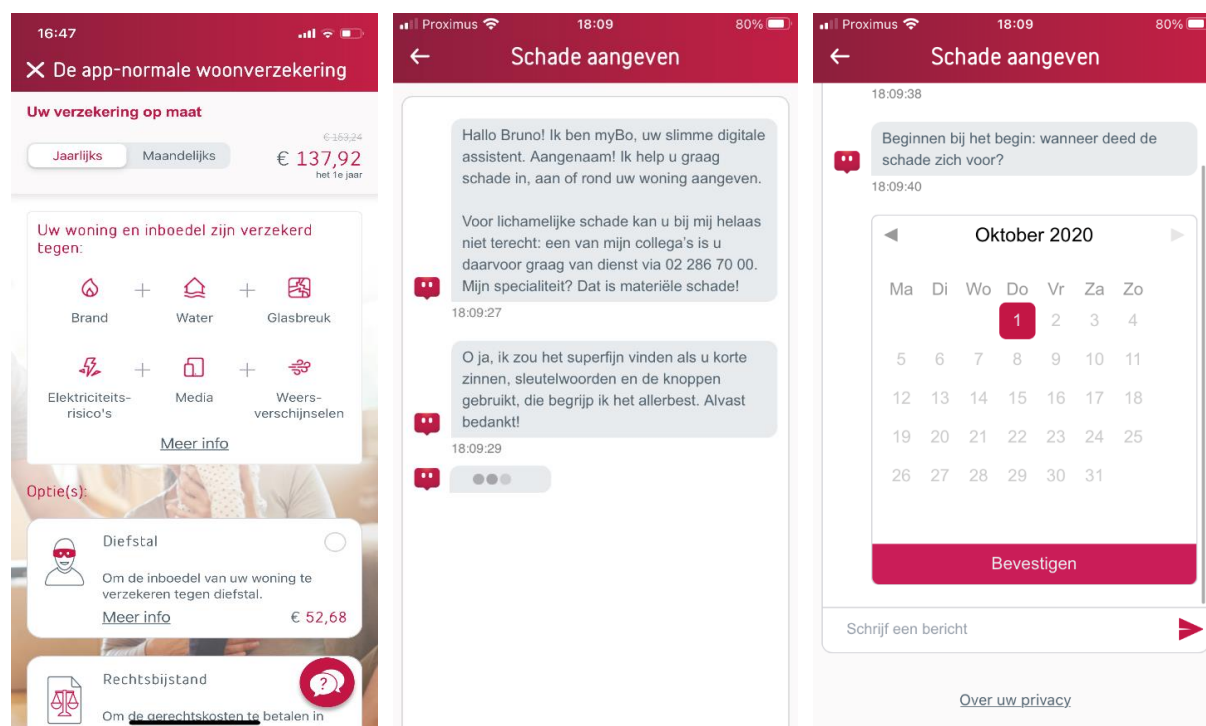 16:47
De app-normale woonverzekering
Uw verzekering op maat
Jaarlijks
Maandelijks
€ 153,24
€ 137,92
het 1e jaar
Uw woning en inboedel zijn verzekerd
tegen:
Brand + Water + Glasbreuk
Elektriciteits-
risico's
+
Media
+
Weers-
verschijnselen
Meer info
Optie(s):
Diefstal
Om de inboedel van uw woning te
verzekeren tegen diefstal.
Meer info
€ 52,68
Rechtsbijstand
Om de gerechtskosten te betalen in
?
Proximus 18:09 80%
Schade aangeven
Hallo Bruno! Ik ben myBo, uw slimme digitale
assistent. Aangenaam! Ik help u graag
schade in, aan of rond uw woning aangeven.
Voor lichamelijke schade kan u bij mij helaas
niet terecht: een van mijn collega's is u
daarvoor graag van dienst via 02 286 70 00.
Mijn specialiteit? Dat is materiële schade!
18:09:27
O ja, ik zou het superfijn vinden als u korte
zinnen, sleutelwoorden en de knoppen
gebruikt, die begrijp ik het allerbest. Alvast
bedankt!
18:09:29
Proximus 18:09 80%
Schade aangeven
18:09:38
Beginnen bij het begin: wanneer deed de
schade zich voor?
18:09:40
Oktober 2020
Ma Di Wo Do Vr Za Zo
1 2 3 4
5 6 7 8 9 10 11
12 13 14 15 16 17 18
19 20 21 22 23 24 25
26 27 28 29 30 31
Bevestigen
Schrijf een bericht
Over uw privacy